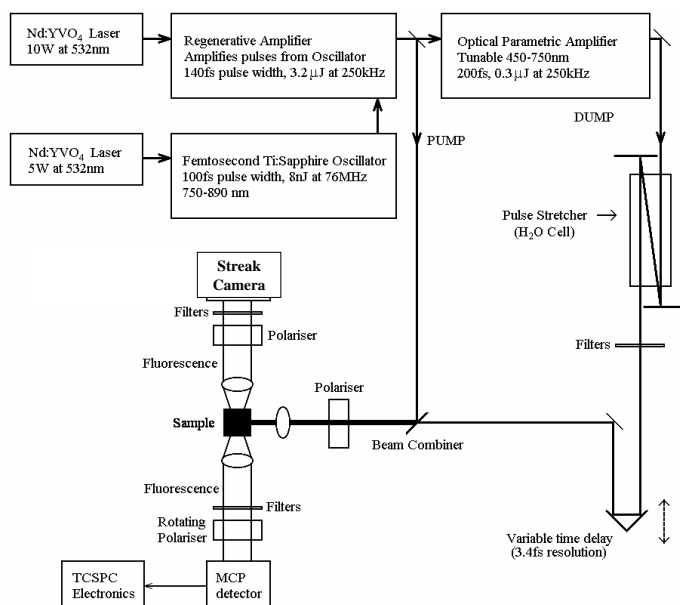 Nd:YVO4 Laser
10W at 532nm
Regenerative Amplifier
Amplifies pulses from Oscillator
140fs pulse width, 3.2 μJ at 250kHz
Optical Parametric Amplifier
Tunable 450-750nm
200fs, 0.3 μJ at 250kHz
DUMP
PUMP
Nd:YVO4 Laser
5W at 532nm
Femtosecond Ti:Sapphire Oscillator
100fs pulse width, 8nJ at 76MHz
750-890 nm
Pulse Stretcher
(H2O Cell)
Streak
Camera
Filters
Polariser
Filters
Fluorescence
Polariser
Sample
Beam Combiner
Fluorescence
Filters
Rotating
Polariser
Variable time delay
(3.4fs resolution)
TCSPC
Electronics
MCP
detector